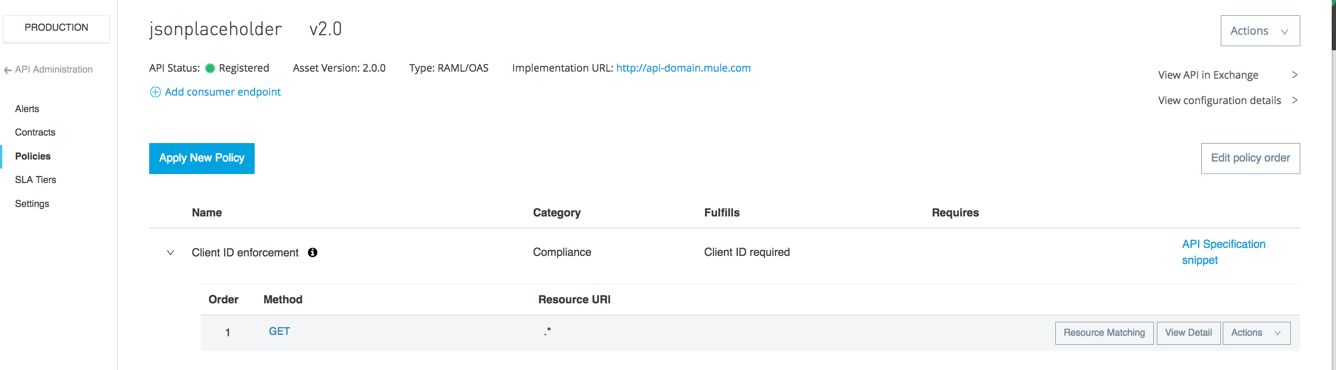 PRODUCTION
API Administration
Alerts
Contracts
Policies
SLA Tiers
Settings
jsonplaceholder v2.0
Actions
API Status: Registered Asset Version: 2.0.0 Type: RAML/OAS Implementation URL: http://api-domain.mule.com
Add consumer endpoint
View API in Exchange >
View configuration details >
Apply New Policy
Edit policy order
Name Category Fulfills Requires
Client ID enforcement Compliance Client ID required API Specification
snippet
Order Method Resource URI
1 GET .* Resource Matching View Detail Actions